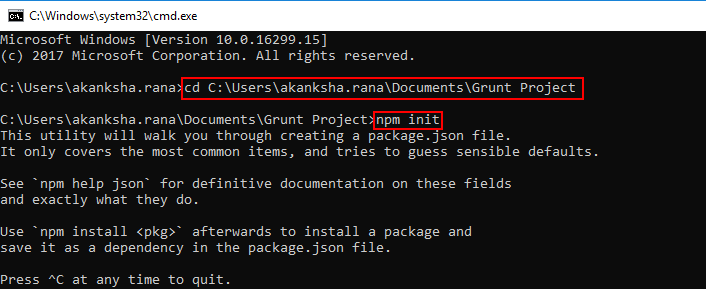 C:\Windows\system32\cmd.exe
Microsoft Windows [Version 10.0.16299.15]
(c) 2017 Microsoft Corporation. All rights reserved.
C:\Users\akanksha.rana>cd C:\Users\akanksha.rana\Documents\Grunt Project
C:\Users\akanksha.rana\Documents\Grunt Project>npm init
This utility will walk you through creating a package.json file.
It only covers the most common items, and tries to guess sensible defaults.
See `npm help json` for definitive documentation on these fields
and exactly what they do.
Use `npm install <pkg>` afterwards to install a package and
save it as a dependency in the package.json file.
Press ^C at any time to quit.